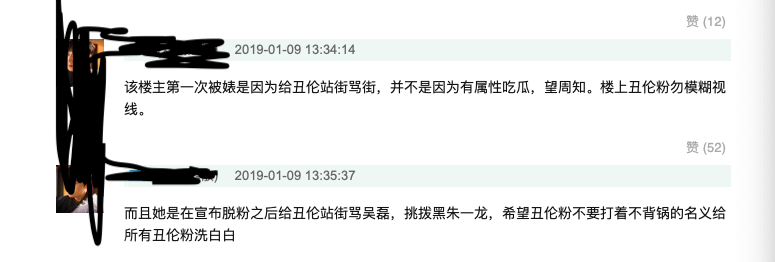 赞 (12)
2019-01-09 13:34:14
该楼主第一次被婊是因为给丑伦站街骂街，并不是因为有属性吃瓜，望周知。楼上丑伦粉勿模糊视
线。
赞 (52)
2019-01-09 13:35:37
而且她是在宣布脱粉之后给丑伦站街骂吴磊，挑拨黑朱一龙，希望丑伦粉不要打着不背锅的名义给
所有丑伦粉洗白白